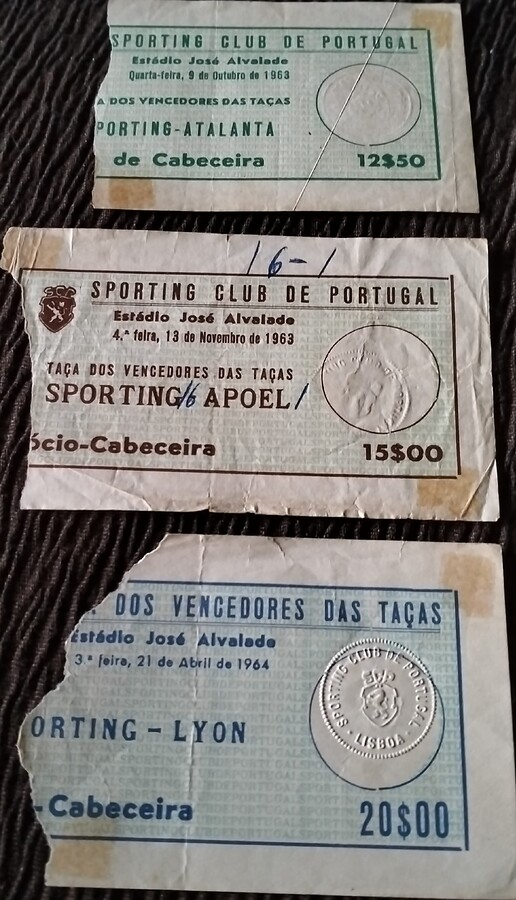 SPORTING CLUB DE PORTUGAL
Estádio José Alvalade
Quarta-feira, 9 de Outubro de 1963
A DOS VENCEDORES DAS TAÇAS
PORTING-ATALANTA
de Cabeceira 12$50
16-1
SCP
SPORTING CLUB DE PORTUGAL
Estádio José Alvalade
4.ª feira, 13 de Novembro de 1963
TAÇA DOS VENCEDORES DAS TAÇAS
SPORTING 16 APOEL 1
ócio-Cabeceira 15$00
DOS VENCEDORES DAS TAÇAS
Estádio José Alvalade
3.ª feira, 21 de Abril de 1964
ORTING - LYON
SPORTING CLUB DE PORTUGAL
LISBOA
-Cabeceira 20$00